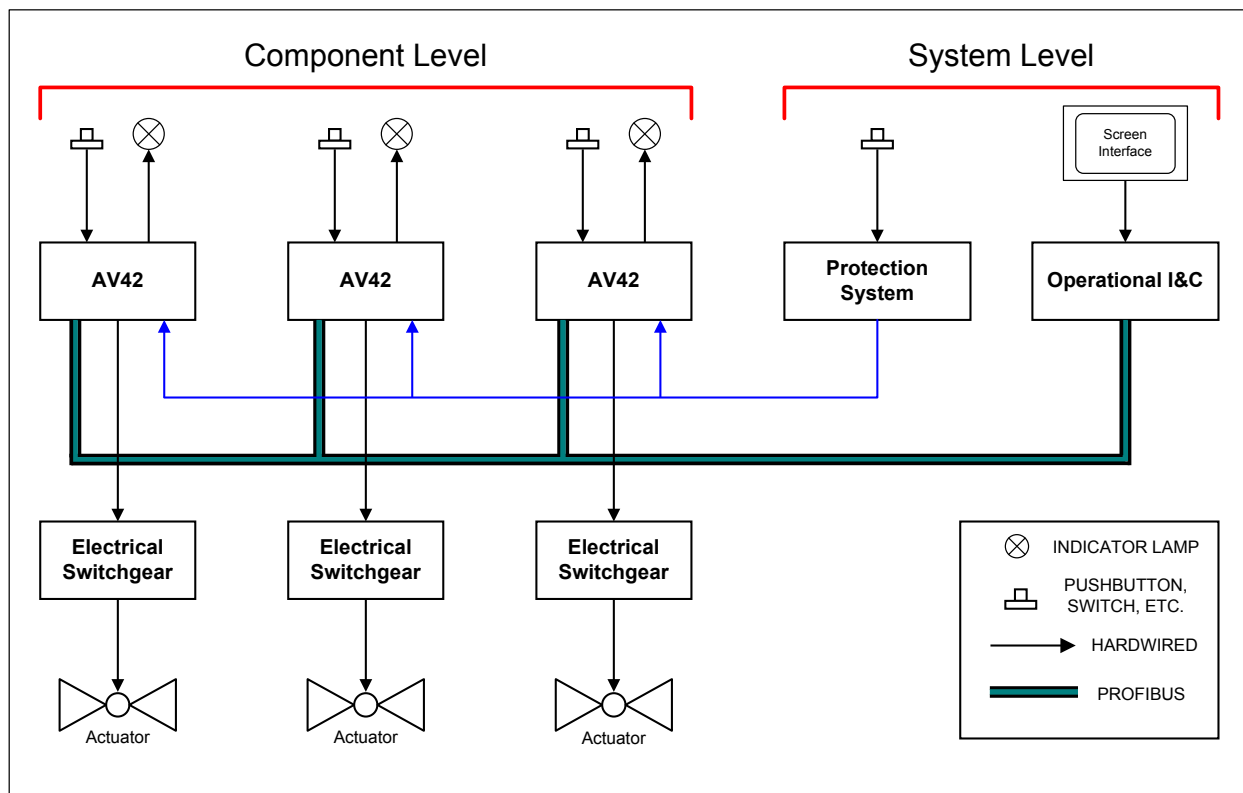 Component Level
System Level
Screen
Interface
AV42
AV42
AV42
Protection
System
Operational I&C
Electrical
Switchgear
Electrical
Switchgear
Electrical
Switchgear
INDICATOR LAMP
PUSHBUTTON,
SWITCH, ETC.
HARDWIRED
PROFIBUS
Actuator
Actuator
Actuator